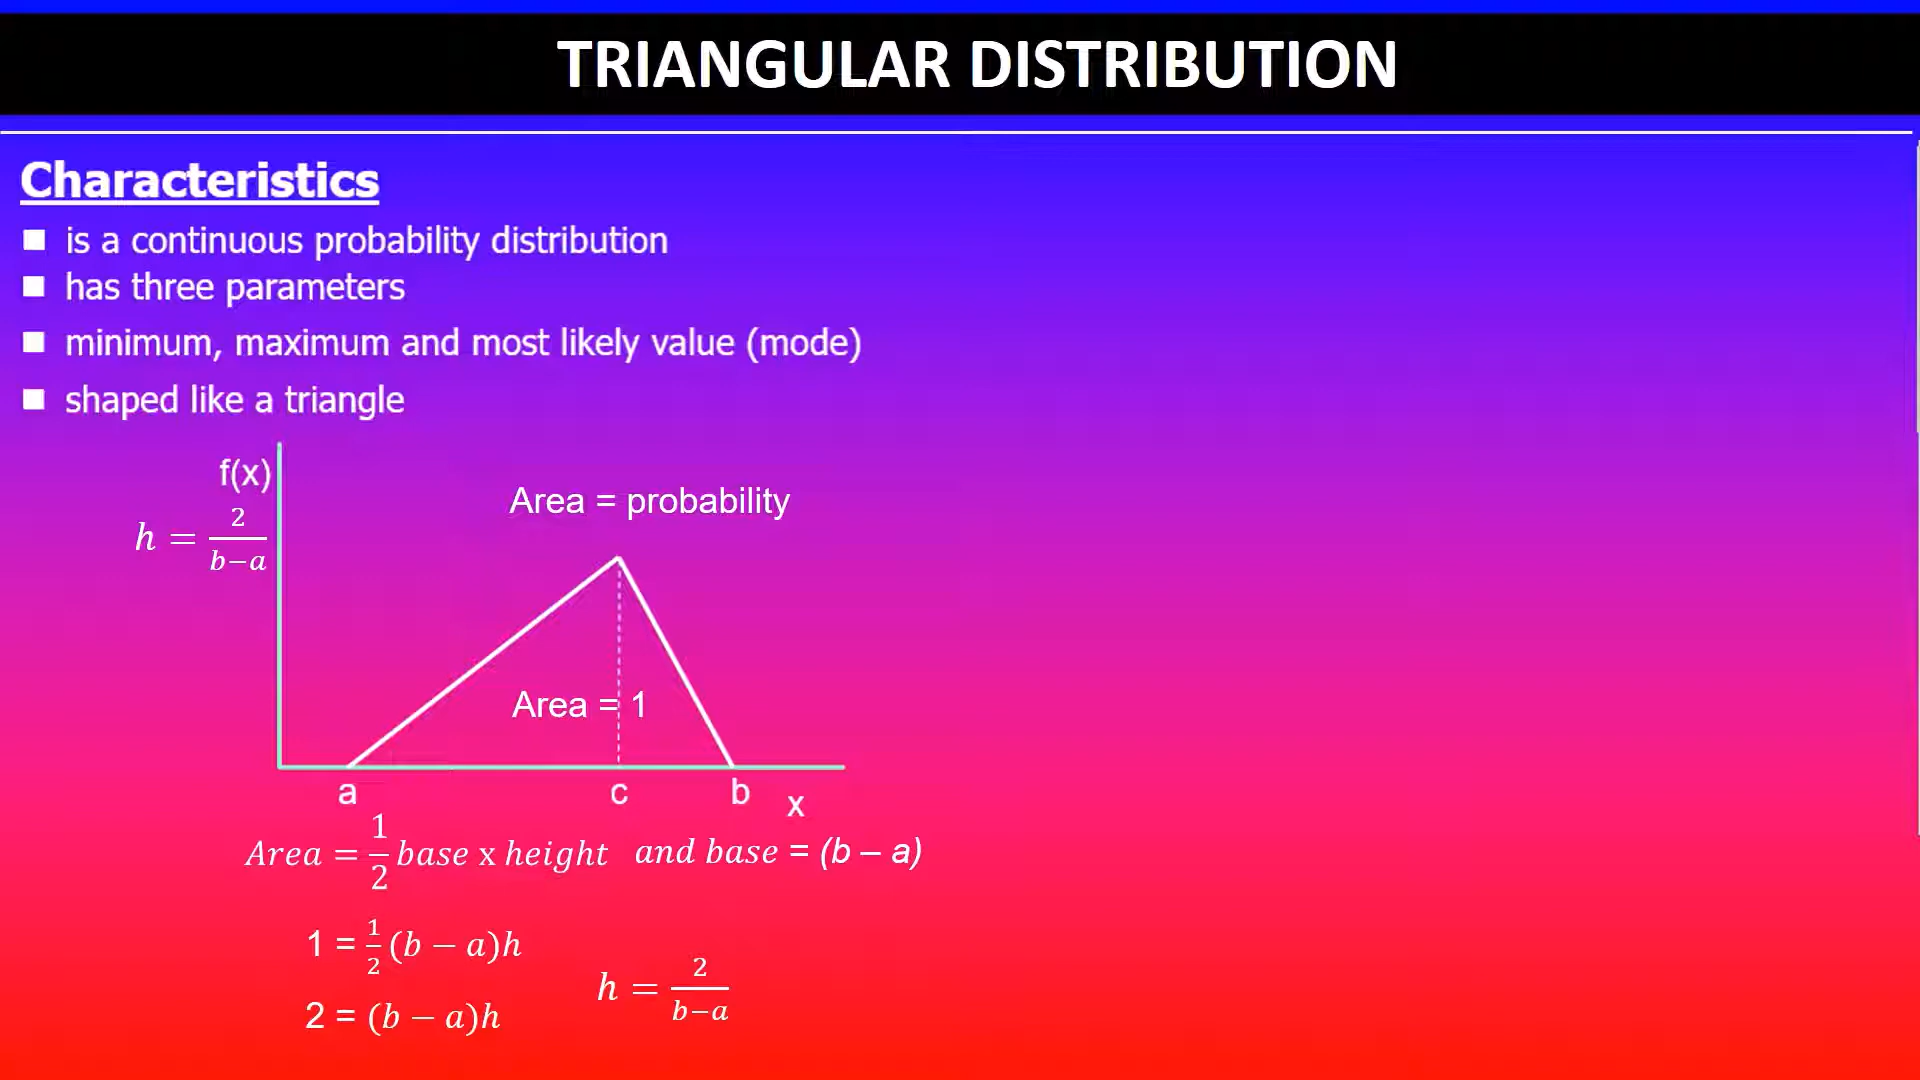 TRIANGULAR DISTRIBUTION
Characteristics
is a continuous probability distribution
has three parameters
minimum, maximum and most likely value (mode)
shaped like a triangle
f(x)
h = 2/(b−a)
Area = probability
Area = 1
a
c
b
x
Area = 1/2 base x height and base = (b – a)
1 = 1/2 (b − a)h
h = 2/(b−a)
2 = (b − a)h